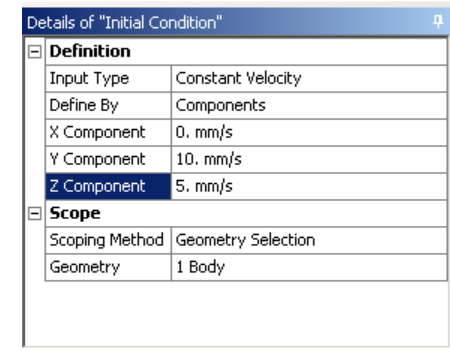 Details of "Initial Condition"
Definition
Input Type Constant Velocity
Define By Components
X Component 0. mm/s
Y Component 10. mm/s
Z Component 5. mm/s
Scope
Scoping Method Geometry Selection
Geometry 1 Body